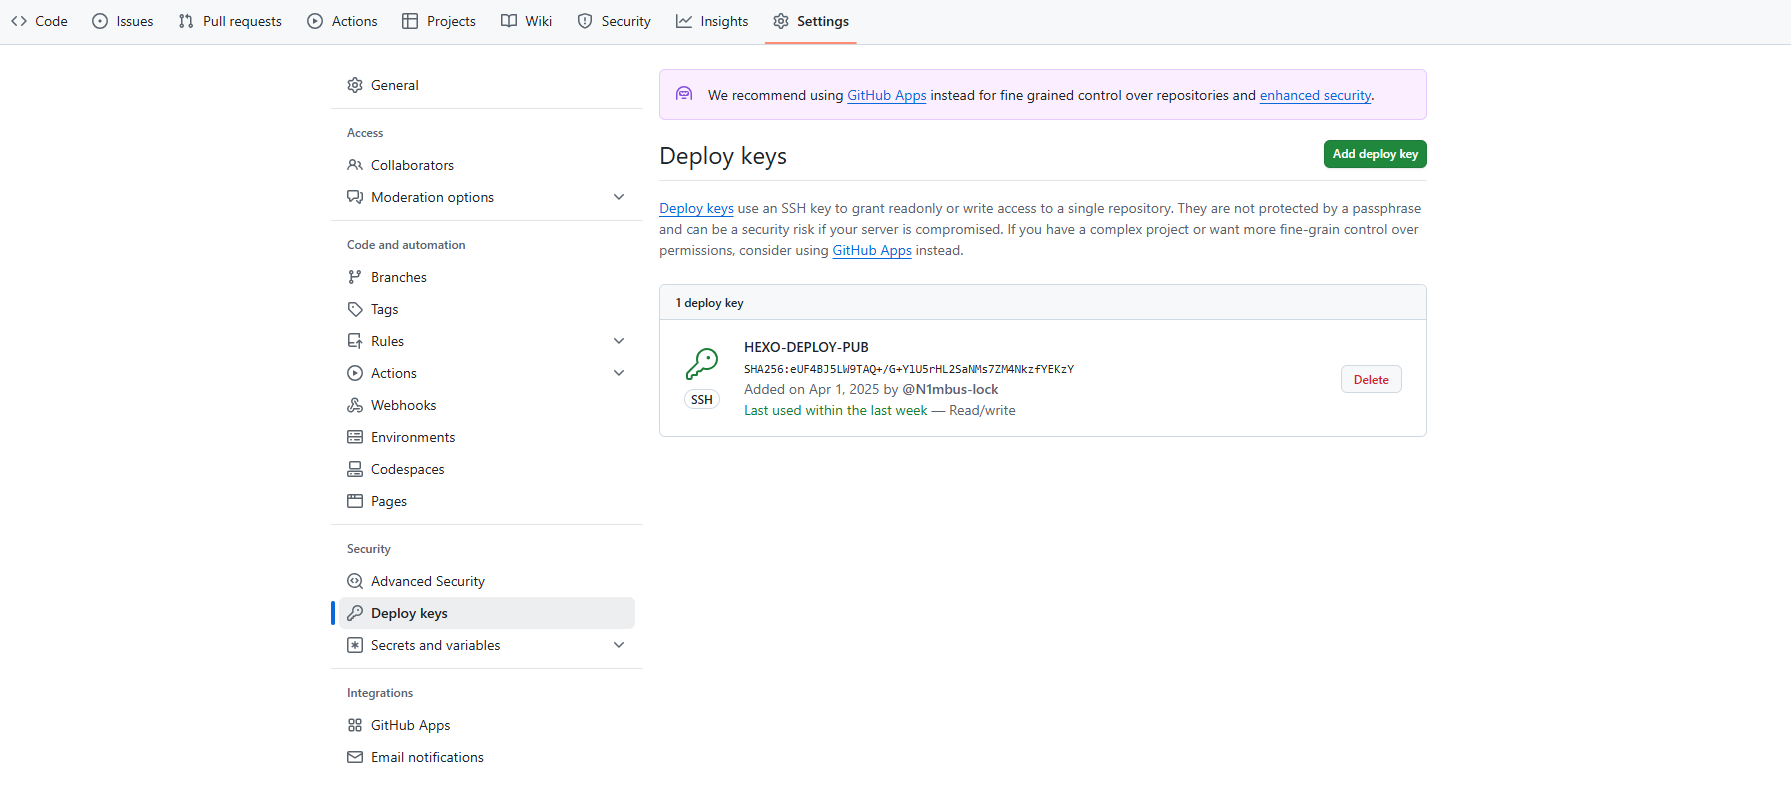 Code Issues Pull requests Actions Projects Wiki Security Insights Settings
General
Access
Collaborators
Moderation options
Code and automation
Branches
Tags
Rules
Actions
Webhooks
Environments
Codespaces
Pages
Security
Advanced Security
Deploy keys
Secrets and variables
Integrations
GitHub Apps
Email notifications
We recommend using GitHub Apps instead for fine grained control over repositories and enhanced security.
Deploy keys
Add deploy key
Deploy keys use an SSH key to grant readonly or write access to a single repository. They are not protected by a passphrase
and can be a security risk if your server is compromised. If you have a complex project or want more fine-grain control over
permissions, consider using GitHub Apps instead.
1 deploy key
HEXO-DEPLOY-PUB
SHA256:eUF4BJ5LW9TAQ+/G+Y1U5rHL2SaNMs7ZM4NkzfYEKzY
Added on Apr 1, 2025 by @N1mbus-lock
Last used within the last week — Read/write
SSH
Delete